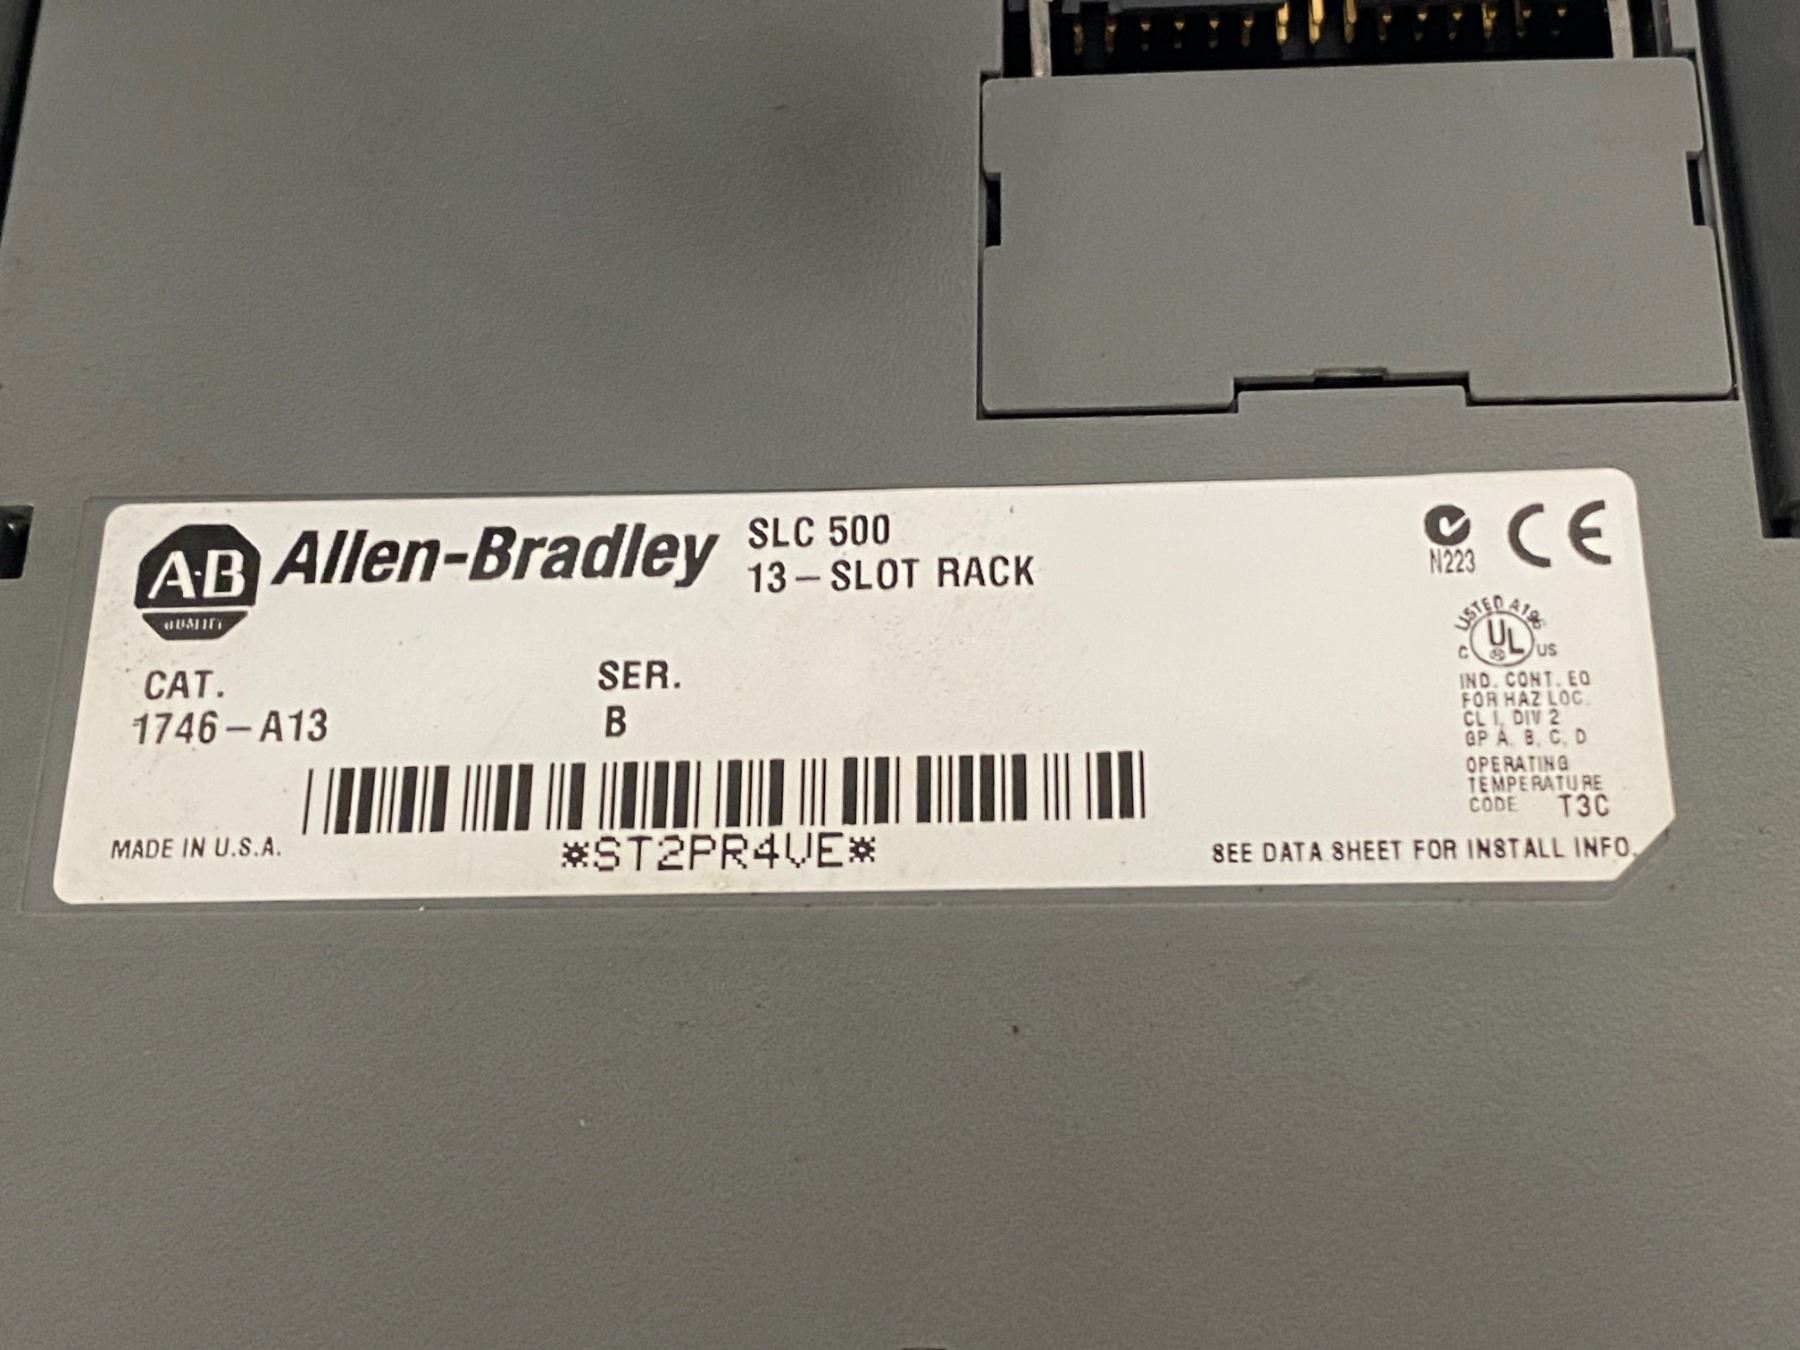 A·B QUALITY
Allen-Bradley
SLC 500
13-SLOT RACK
N223
CE
CAT.
1746-A13
SER.
B
LISTED A196
C UL US
IND. CONT. EQ
FOR HAZ LOC.
CL I, DIV 2
GP A, B, C, D
OPERATING
TEMPERATURE
CODE T3C
MADE IN U.S.A.
*ST2PR4VE*
SEE DATA SHEET FOR INSTALL INFO.